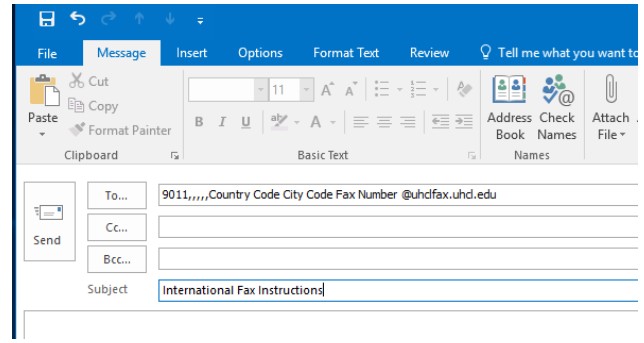 File Message Insert Options Format Text Review Tell me what you want to
Cut
Copy
Format Painter
Paste
Clipboard
11
B I U
Basic Text
Address Book
Check Names
Names
Attach File
Send
To... 9011,,,,,Country Code City Code Fax Number @uhclfax.uhcl.edu
Cc...
Bcc...
Subject International Fax Instructions